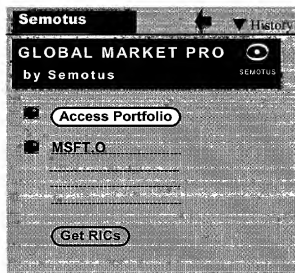 Semotus
History
GLOBAL MARKET PRO
by Semotus
SEMOTUS
Access Portfolio
MSFT.O
Get RICs